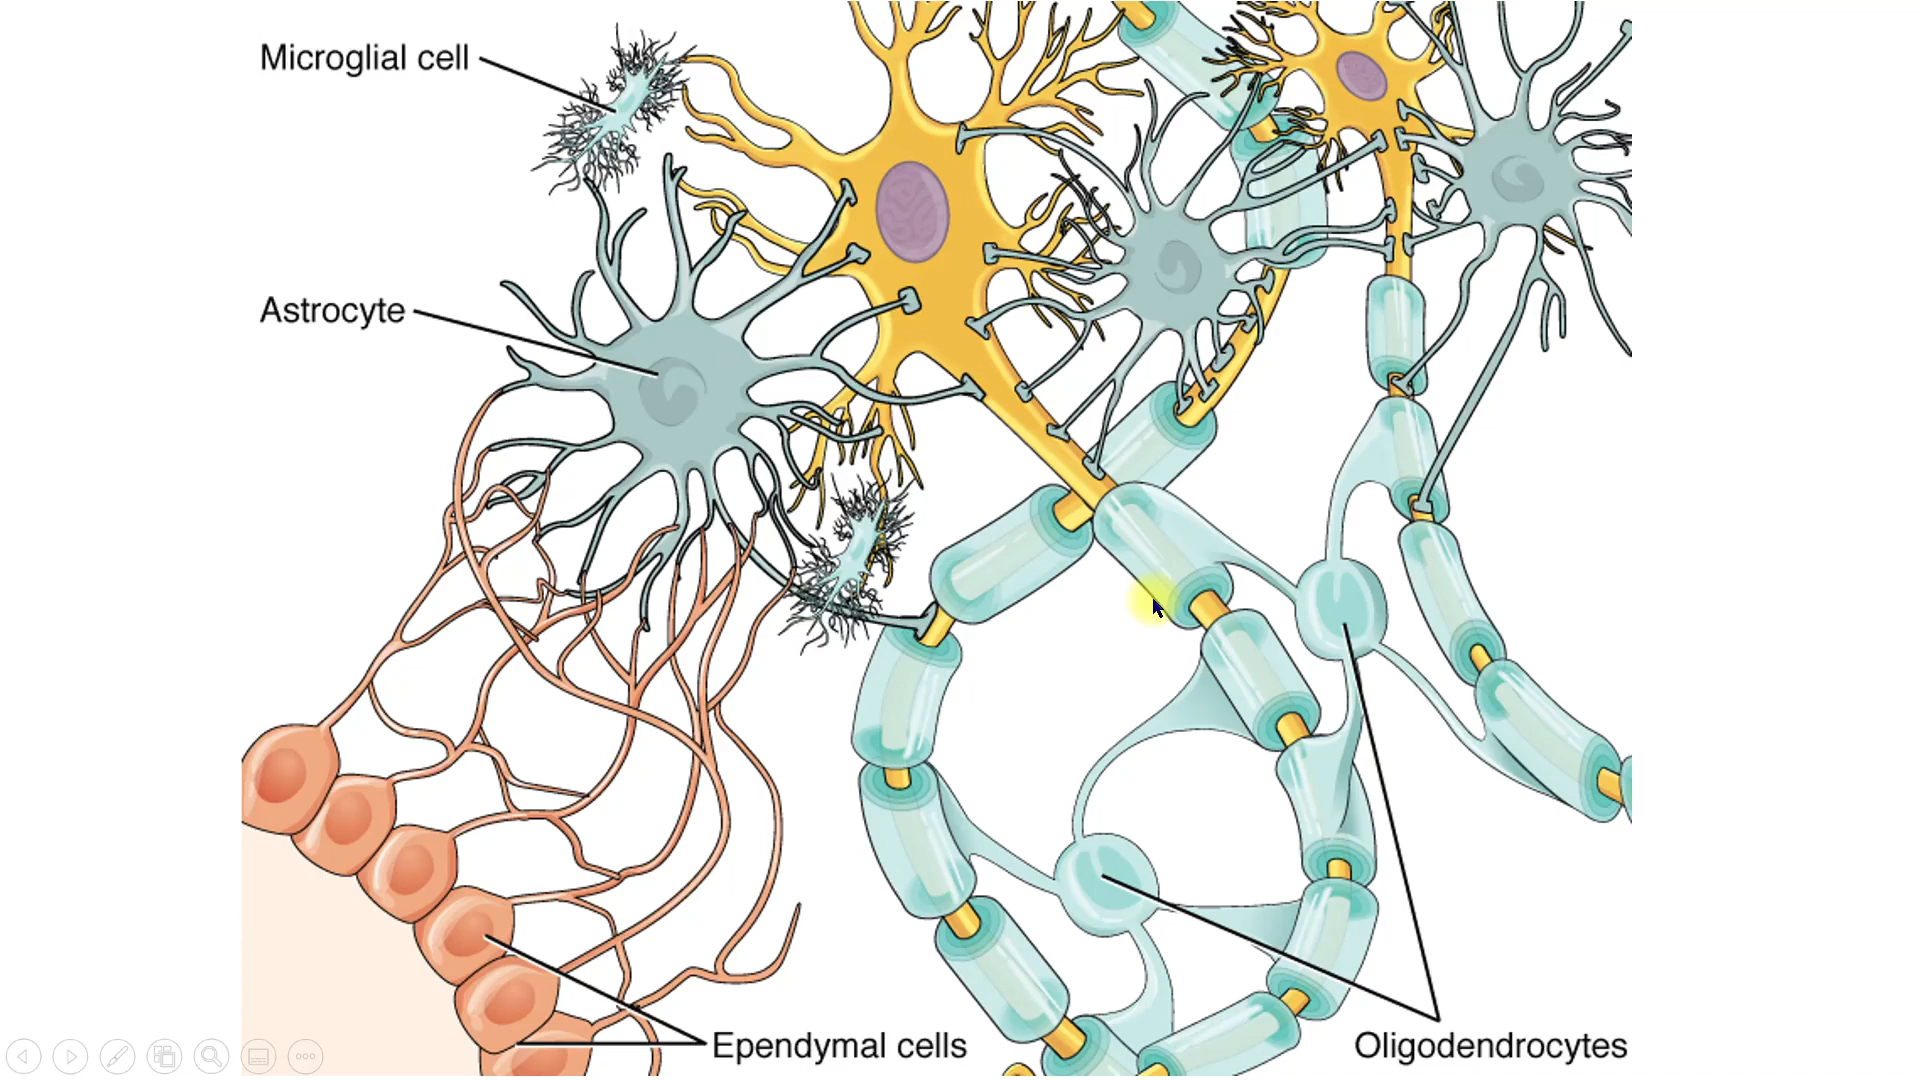 Microglial cell
Astrocyte
Ependymal cells
Oligodendrocytes